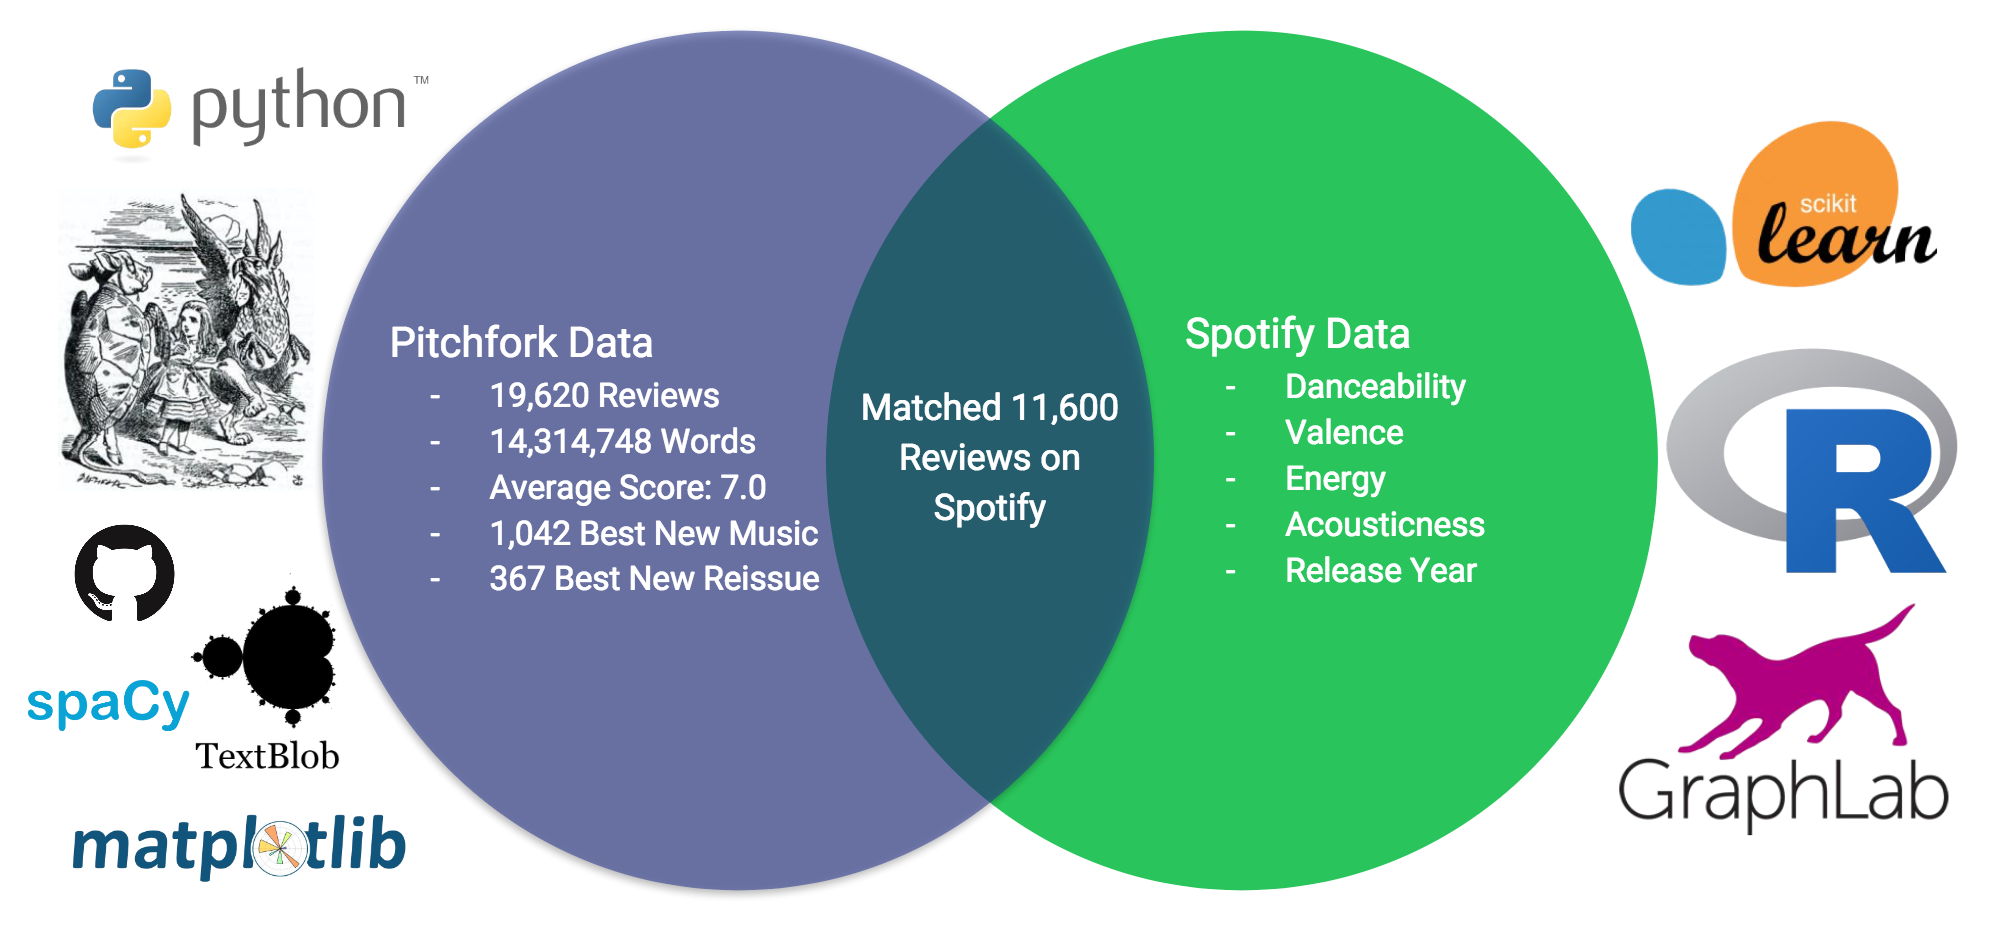 python™
spaCy
TextBlob
matplotlib
Pitchfork Data
- 19,620 Reviews
- 14,314,748 Words
- Average Score: 7.0
- 1,042 Best New Music
- 367 Best New Reissue
Matched 11,600
Reviews on
Spotify
Spotify Data
- Danceability
- Valence
- Energy
- Acousticness
- Release Year
scikit
learn
R
GraphLab